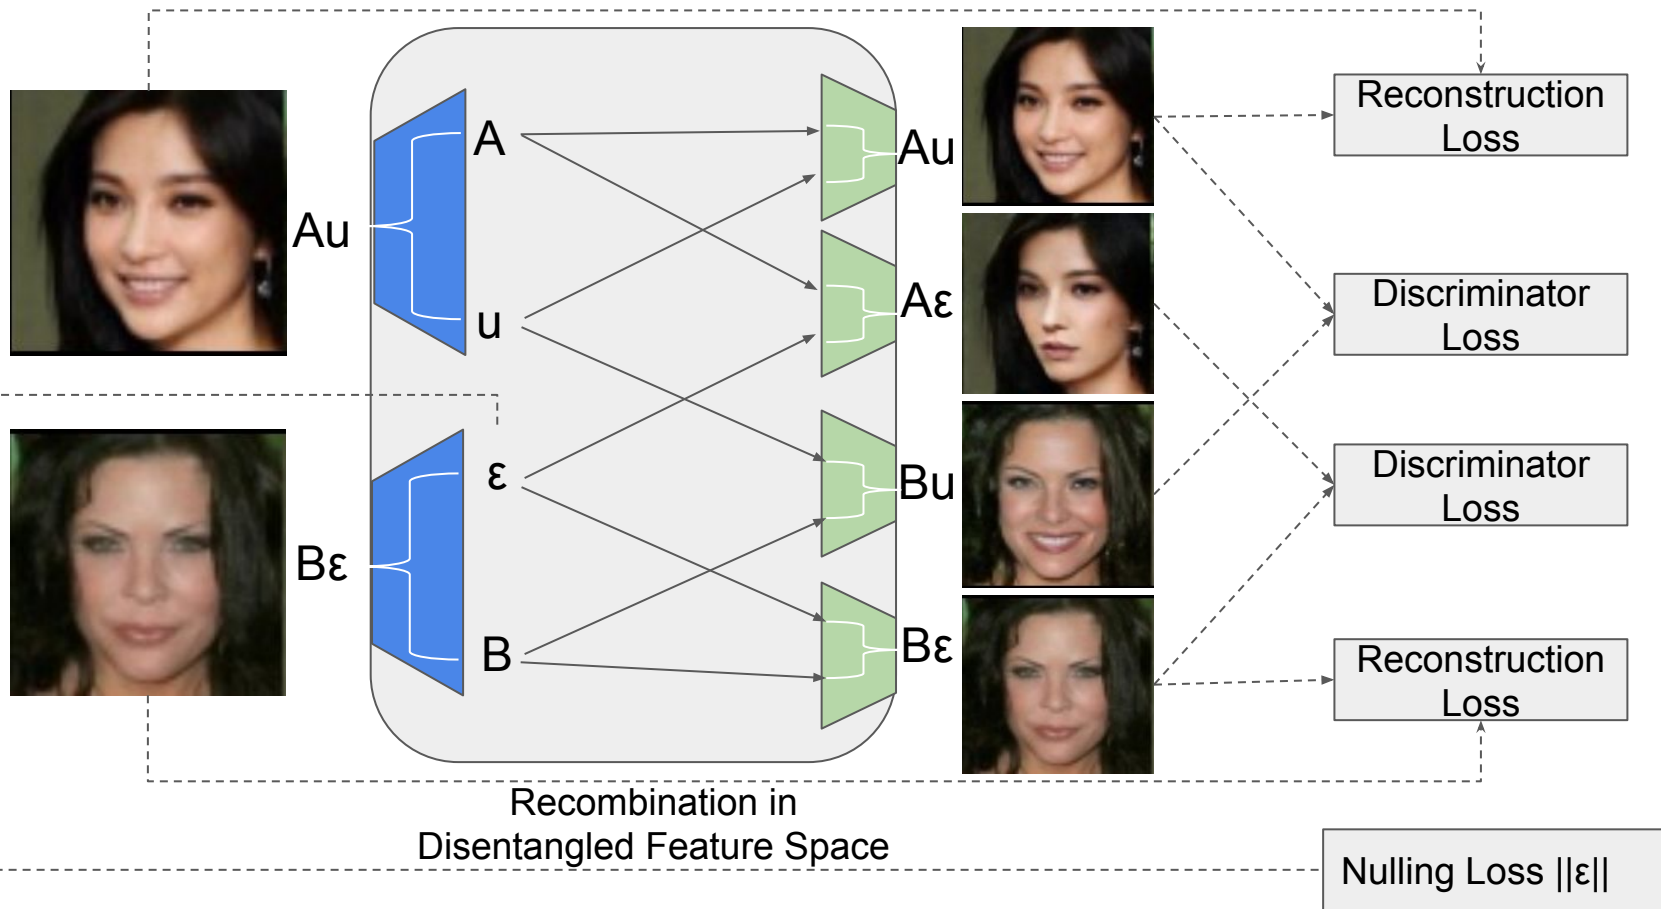 A
Au
u
ε
Bε
B
Au
Aε
Bu
Bε
Reconstruction
Loss
Discriminator
Loss
Discriminator
Loss
Reconstruction
Loss
Recombination in
Disentangled Feature Space
Nulling Loss ||ε||